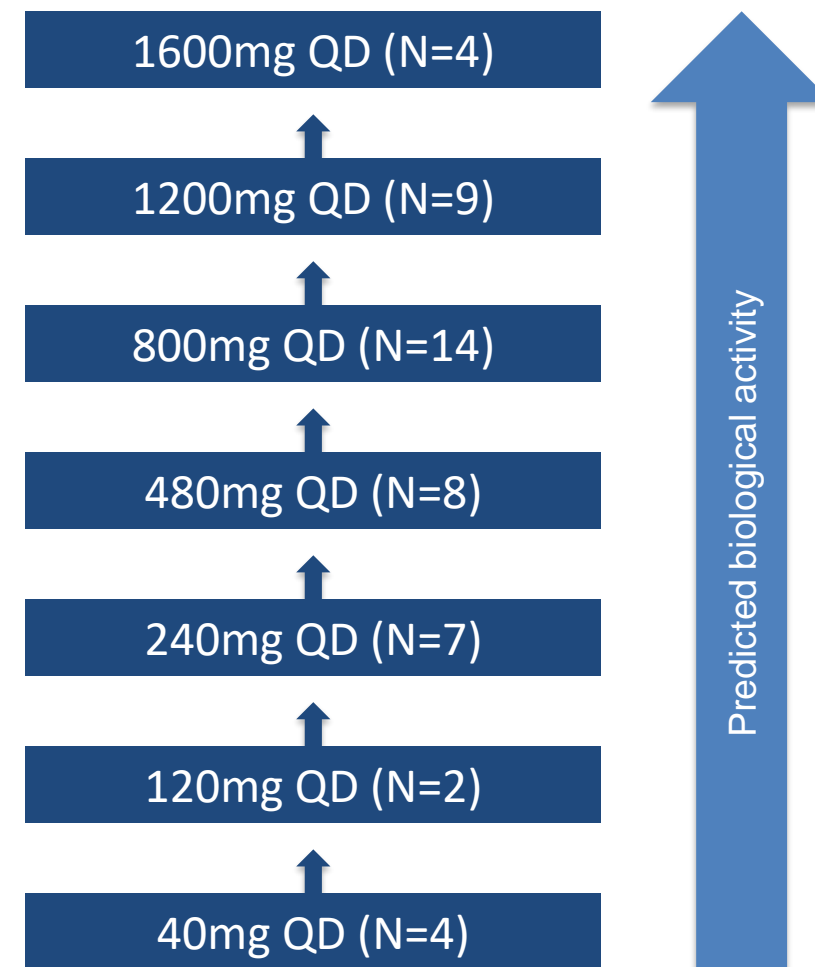 1600mg QD (N=4)
1200mg QD (N=9)
800mg QD (N=14)
480mg QD (N=8)
240mg QD (N=7)
120mg QD (N=2)
40mg QD (N=4)
Predicted biological activity